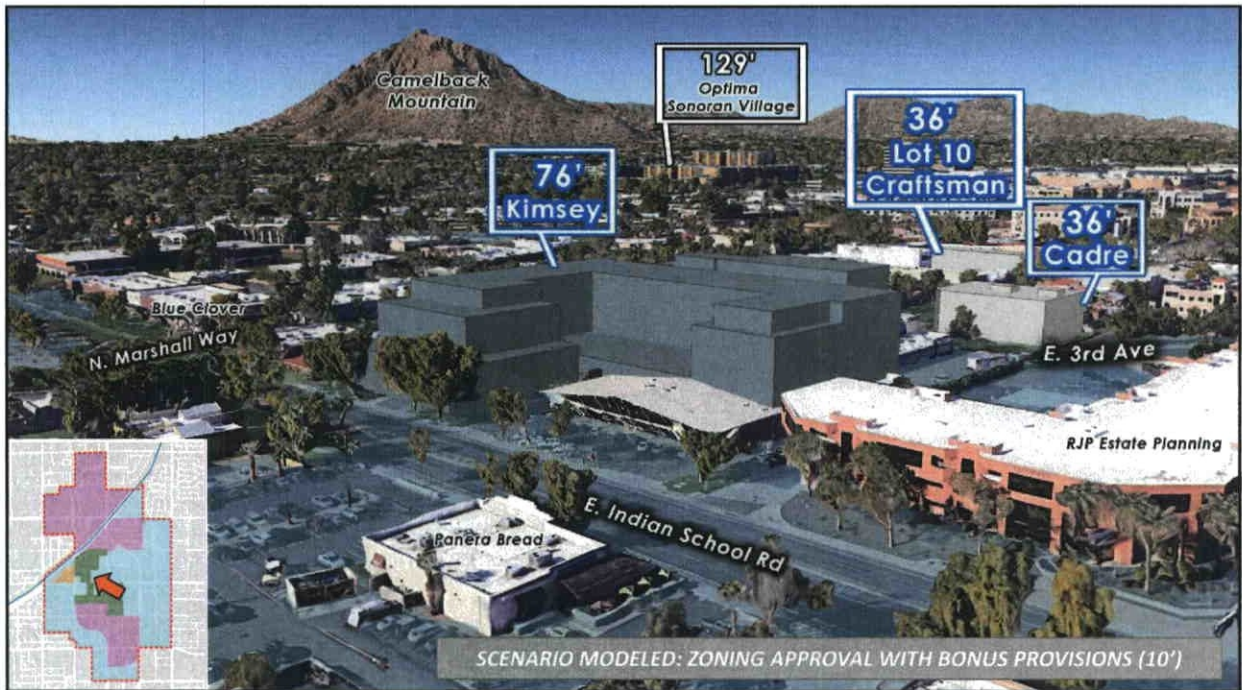 Camelback
Mountain
129'
Optima
Sonoran Village
36'
Lot 10
Craftsman
76'
Kimsey
36'
Cadre
Blue Clover
N. Marshall Way
E. 3rd Ave
RJP Estate Planning
E. Indian School Rd
Panera Bread
SCENARIO MODELED: ZONING APPROVAL WITH BONUS PROVISIONS (10')